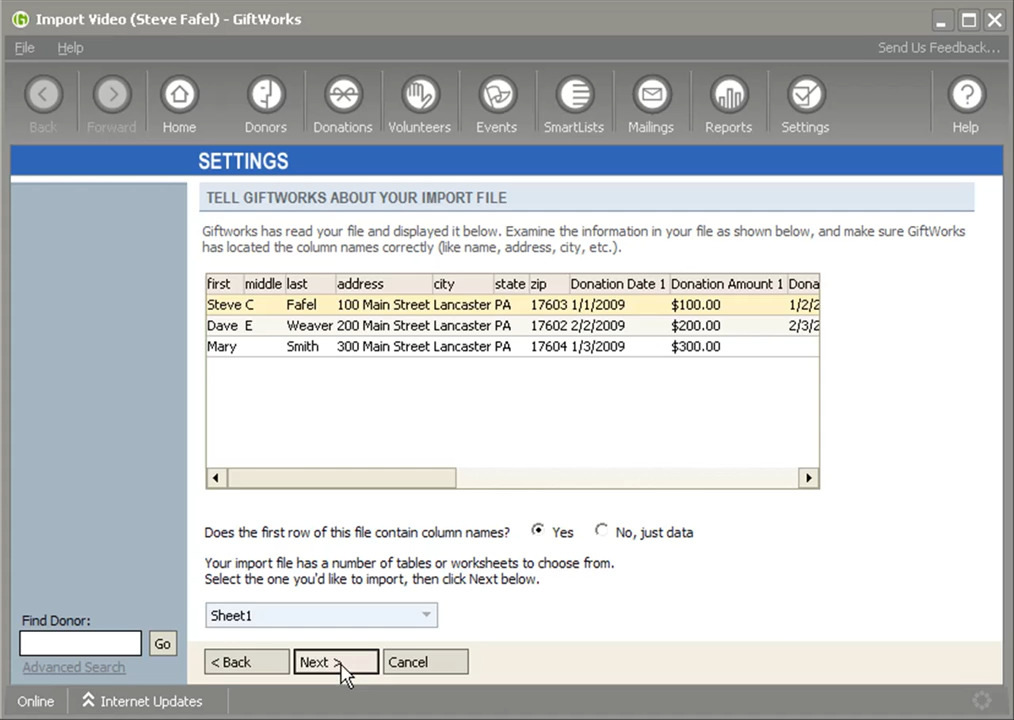 Import Video (Steve Fafel) - GiftWorks
File Help Send Us Feedback...
Back Forward Home Donors Donations Volunteers Events SmartLists Mailings Reports Settings Help
SETTINGS
TELL GIFTWORKS ABOUT YOUR IMPORT FILE
Giftworks has read your file and displayed it below. Examine the information in your file as shown below, and make sure GiftWorks
has located the column names correctly (like name, address, city, etc.).
first middle last address city state zip Donation Date 1 Donation Amount 1 Dona
Steve C Fafel 100 Main Street Lancaster PA 17603 1/1/2009 $100.00 1/2/2
Dave E Weaver 200 Main Street Lancaster PA 17602 2/2/2009 $200.00 2/3/2
Mary Smith 300 Main Street Lancaster PA 17604 1/3/2009 $300.00
Does the first row of this file contain column names? Yes No, just data
Your import file has a number of tables or worksheets to choose from.
Select the one you'd like to import, then click Next below.
Sheet1
Find Donor:
Go
Advanced Search
< Back Next > Cancel
Online Internet Updates